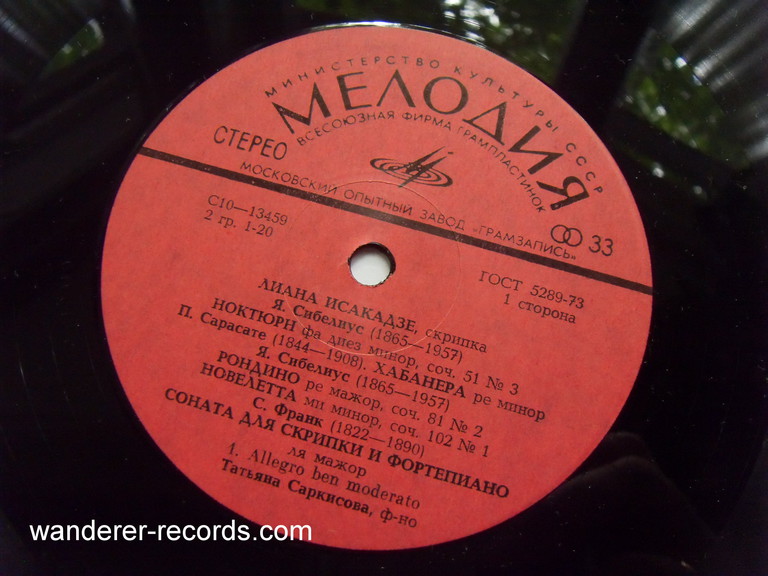 МИНИСТЕРСТВО КУЛЬТУРЫ СССР
МЕЛОДИЯ
ВСЕСОЮЗНАЯ ФИРМА ГРАМПЛАСТИНОК
СТЕРЕО
МОСКОВСКИЙ ОПЫТНЫЙ ЗАВОД „ГРАМЗАПИСЬ“
33
С10—13459
2 гр. 1-20
ГОСТ 5289-73
1 сторона
ЛИАНА ИСАКАДЗЕ, скрипка
Я. Сибелиус (1865—1957)
НОКТЮРН фа диез минор, соч. 51 № 3
П. Сарасате (1844—1908). ХАБАНЕРА ре минор
Я. Сибелиус (1865—1957)
РОНДИНО ре мажор, соч. 81 № 2
НОВЕЛЕТТА ми минор, соч. 102 № 1
С. Франк (1822—1890)
СОНАТА ДЛЯ СКРИПКИ И ФОРТЕПИАНО
ля мажор
1. Allegro ben moderato
Татьяна Саркисова, ф-но
wanderer-records.com